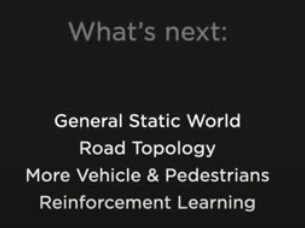 What's next:
General Static World
Road Topology
More Vehicle & Pedestrians
Reinforcement Learning